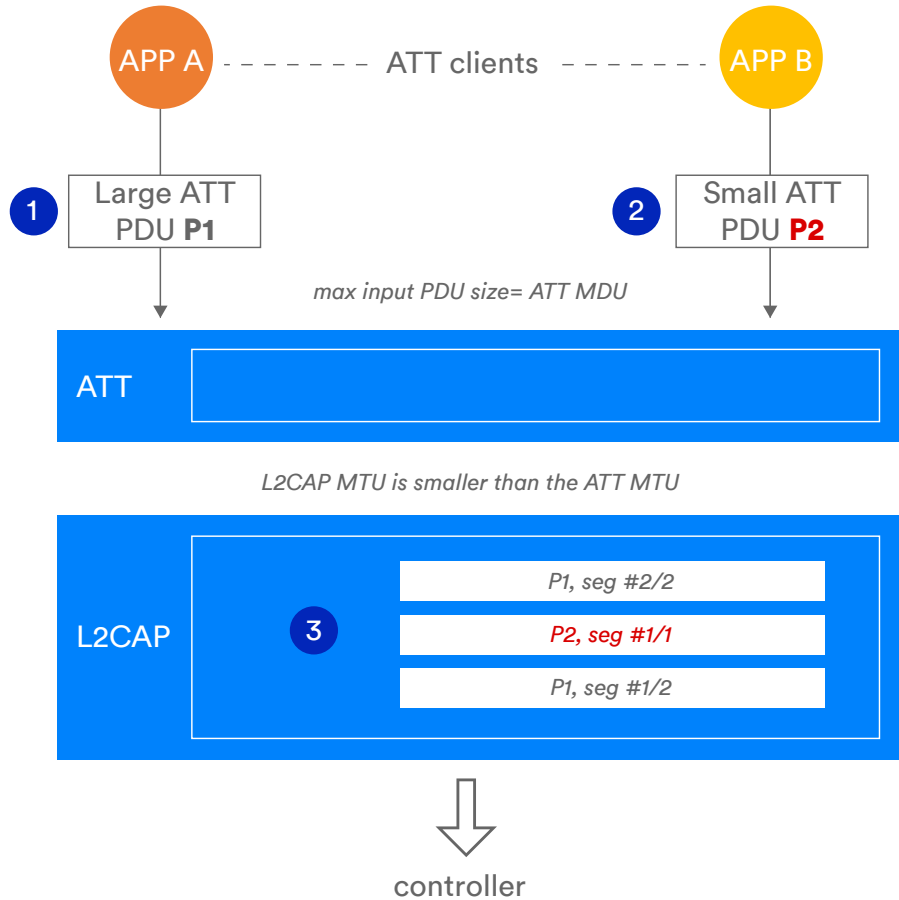 APP A
ATT clients
APP B
1
Large ATT
PDU P1
2
Small ATT
PDU P2
max input PDU size= ATT MDU
ATT
L2CAP MTU is smaller than the ATT MTU
L2CAP
3
P1, seg #2/2
P2, seg #1/1
P1, seg #1/2
controller